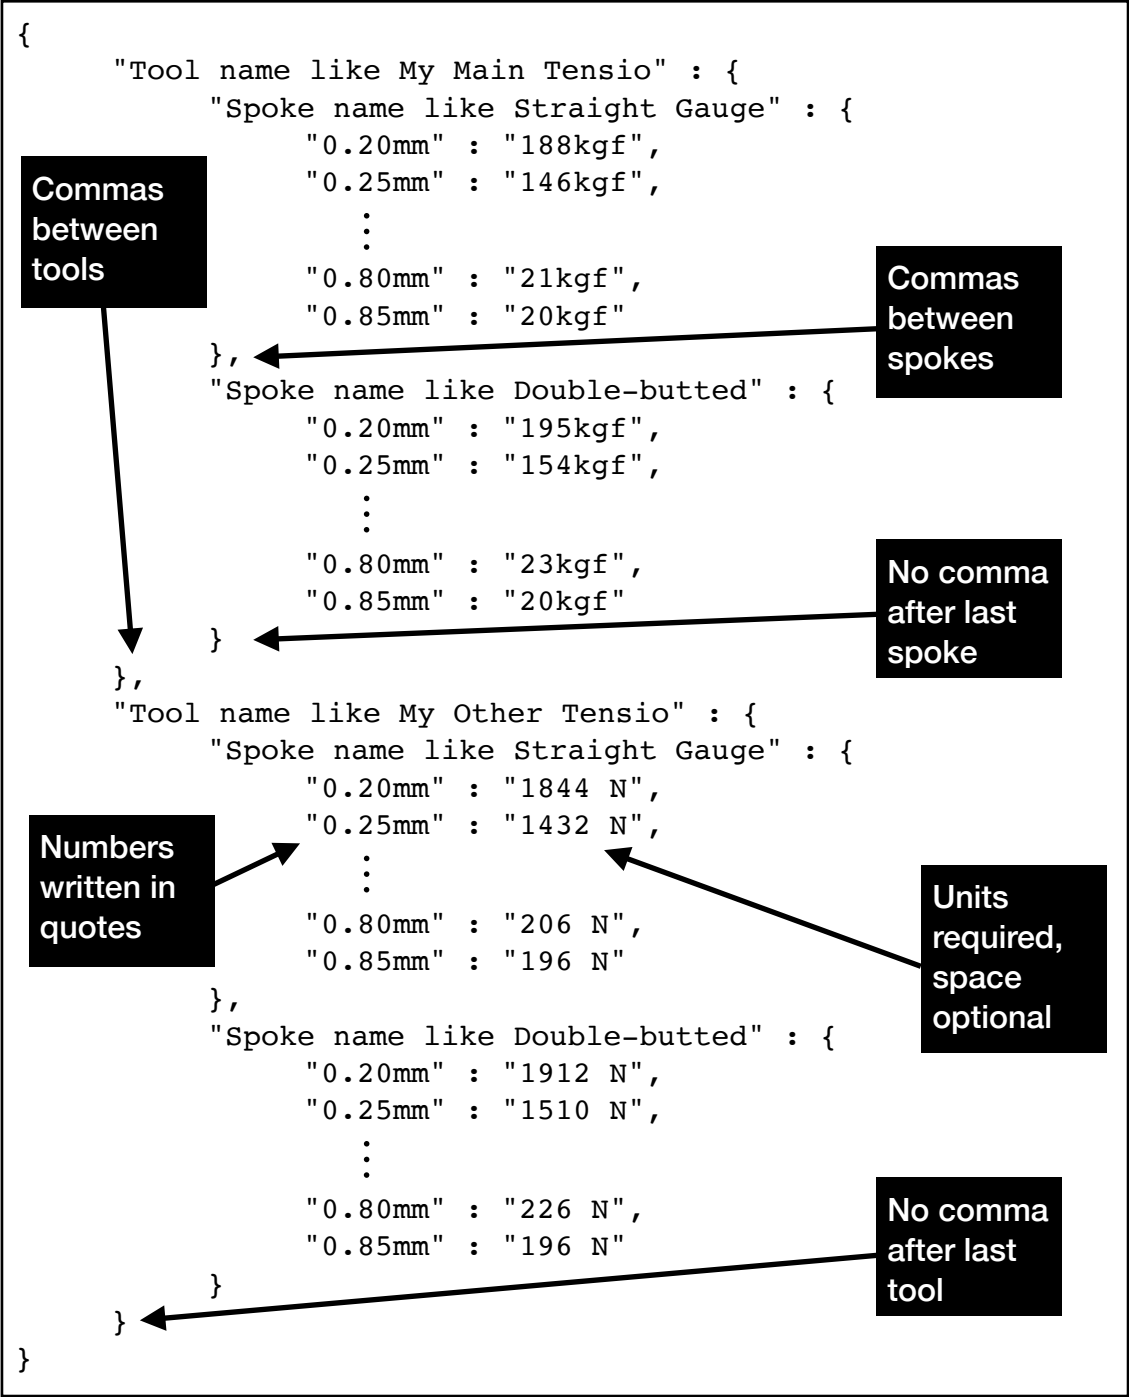 {
"Tool name like My Main Tensio" : {
"Spoke name like Straight Gauge" : {
"0.20mm" : "188kgf",
"0.25mm" : "146kgf",
⋮
"0.80mm" : "21kgf",
"0.85mm" : "20kgf"
},
"Spoke name like Double-butted" : {
"0.20mm" : "195kgf",
"0.25mm" : "154kgf",
⋮
"0.80mm" : "23kgf",
"0.85mm" : "20kgf"
}
},
"Tool name like My Other Tensio" : {
"Spoke name like Straight Gauge" : {
"0.20mm" : "1844 N",
"0.25mm" : "1432 N",
⋮
"0.80mm" : "206 N",
"0.85mm" : "196 N"
},
"Spoke name like Double-butted" : {
"0.20mm" : "1912 N",
"0.25mm" : "1510 N",
⋮
"0.80mm" : "226 N",
"0.85mm" : "196 N"
}
}
}
Commas
between
tools
Commas
between
spokes
No comma
after last
spoke
Numbers
written in
quotes
Units
required,
space
optional
No comma
after last
tool